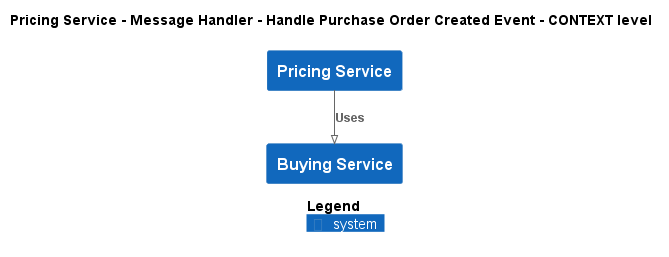 Pricing Service - Message Handler - Handle Purchase Order Created Event - CONTEXT level
Pricing Service
Uses
Buying Service
Legend
system